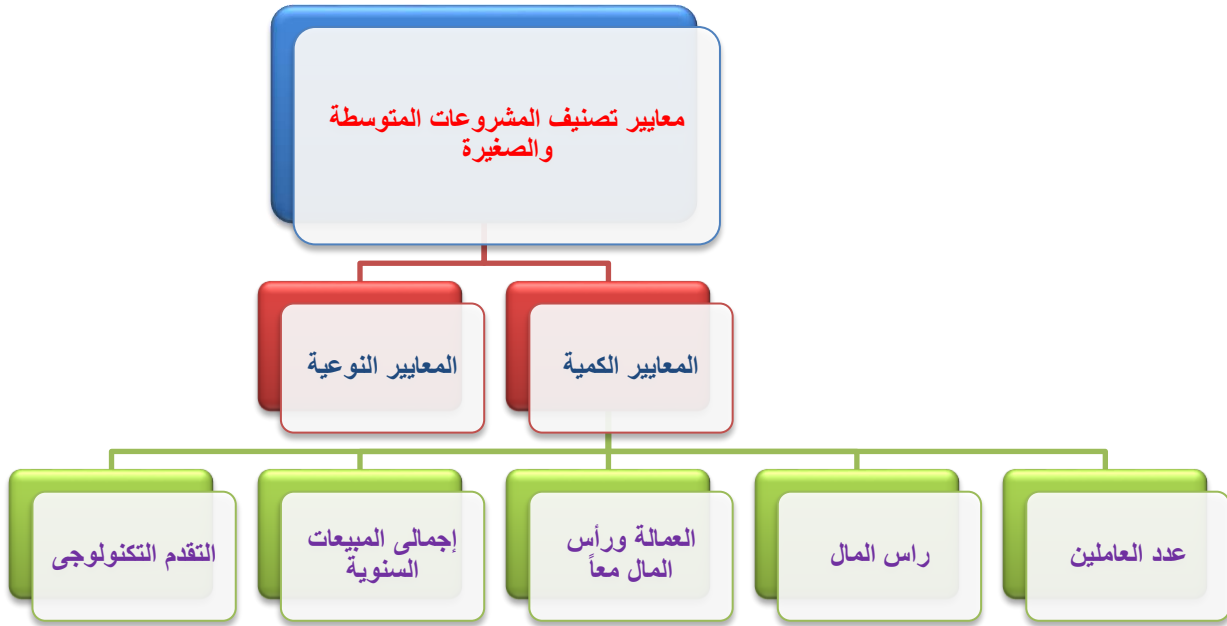 معايير تصنيف المشروعات المتوسطة
والصغيرة
المعايير الكمية
المعايير النوعية
عدد العاملين
راس المال
العمالة ورأس
المال معاً
إجمالى المبيعات
السنوية
التقدم التكنولوجى